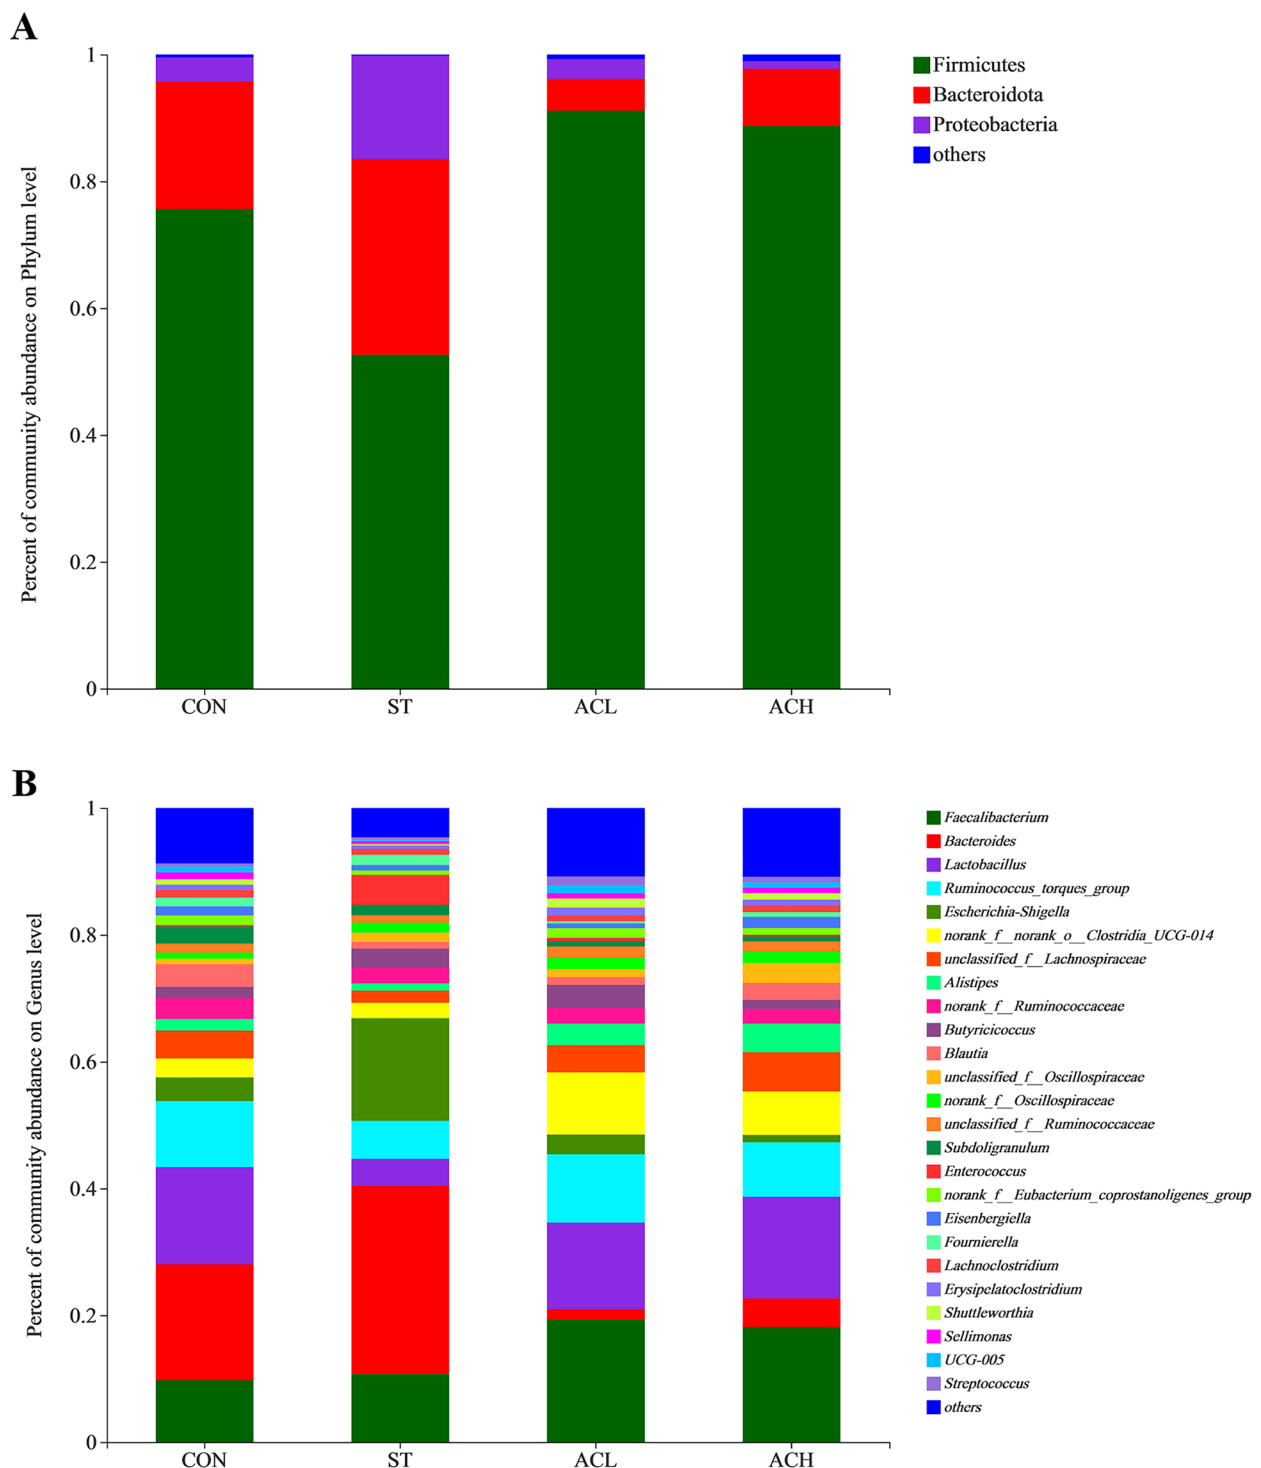 A
Percent of community abundance on Phylum level
1
0.8
0.6
0.4
0.2
0
CON
ST
ACL
ACH
Firmicutes
Bacteroidota
Proteobacteria
others
B
Percent of community abundance on Genus level
1
0.8
0.6
0.4
0.2
0
CON
ST
ACL
ACH
Faecalibacterium
Bacteroides
Lactobacillus
Ruminococcus_torques_group
Escherichia-Shigella
norank_f__norank_o__Clostridia_UCG-014
unclassified_f__Lachnospiraceae
Alistipes
norank_f__Ruminococcaceae
Butyricicoccus
Blautia
unclassified_f__Oscillospiraceae
norank_f__Oscillospiraceae
unclassified_f__Ruminococcaceae
Subdoligranulum
Enterococcus
norank_f__Eubacterium_coprostanoligenes_group
Eisenbergiella
Fournierella
Lachnoclostridium
Erysipelatoclostridium
Shuttleworthia
Sellimonas
UCG-005
Streptococcus
others